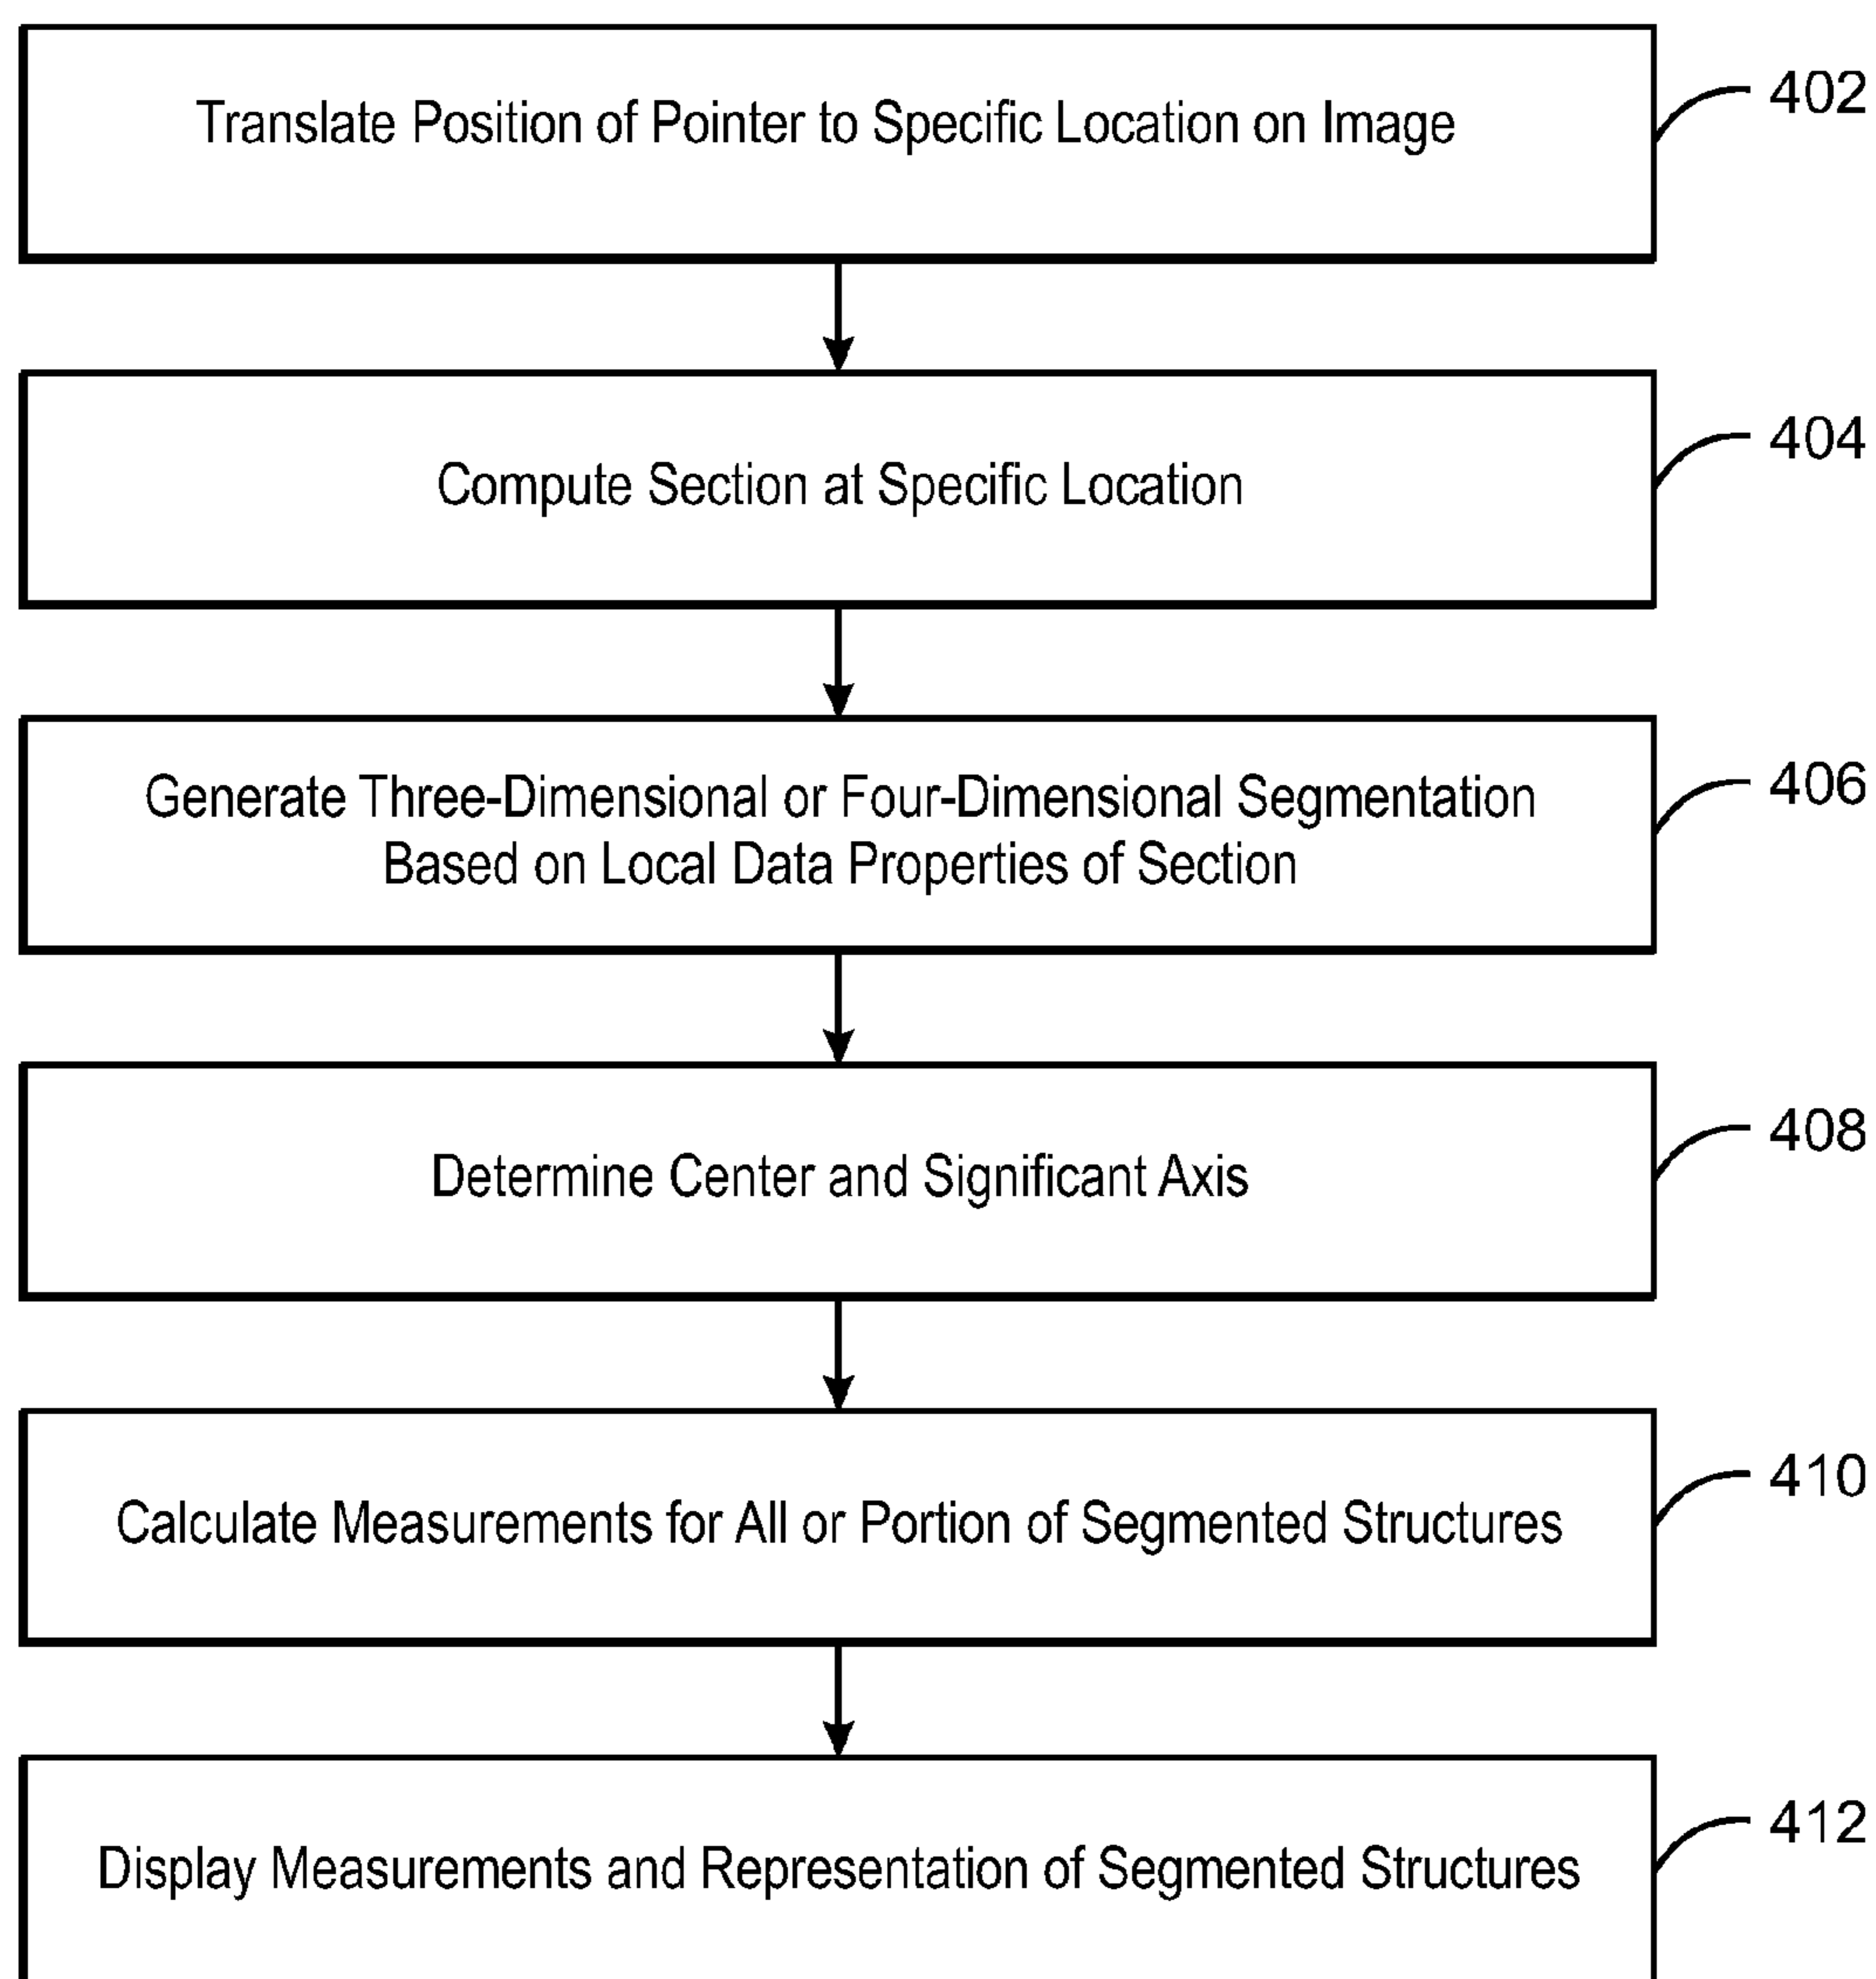 Translate Position of Pointer to Specific Location on Image
402
Compute Section at Specific Location
404
Generate Three-Dimensional or Four-Dimensional Segmentation
Based on Local Data Properties of Section
406
Determine Center and Significant Axis
408
Calculate Measurements for All or Portion of Segmented Structures
410
Display Measurements and Representation of Segmented Structures
412